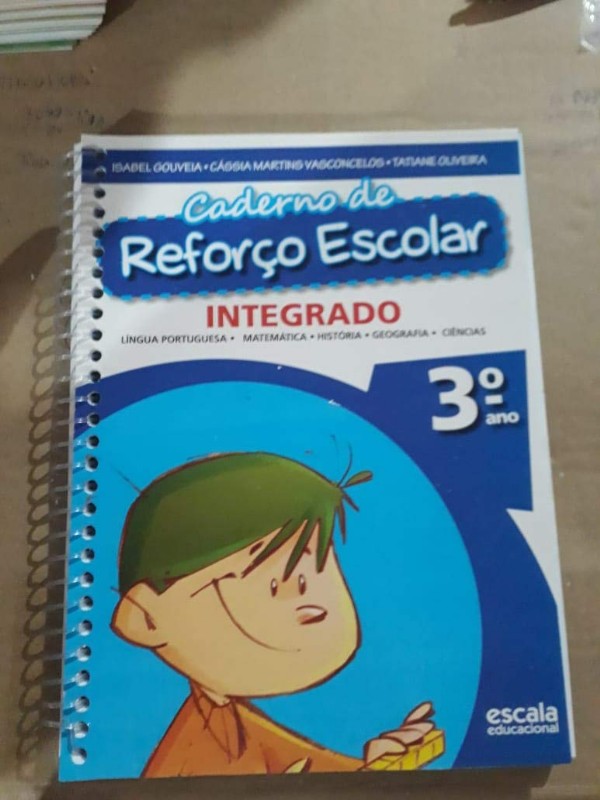 ISABEL GOUVEIA • CÁSSIA MARTINS VASCONCELOS • TATIANE OLIVEIRA
Caderno de
Reforço Escolar
INTEGRADO
LÍNGUA PORTUGUESA • MATEMÁTICA • HISTÓRIA • GEOGRAFIA • CIÊNCIAS
3º
ano
escala
educacional